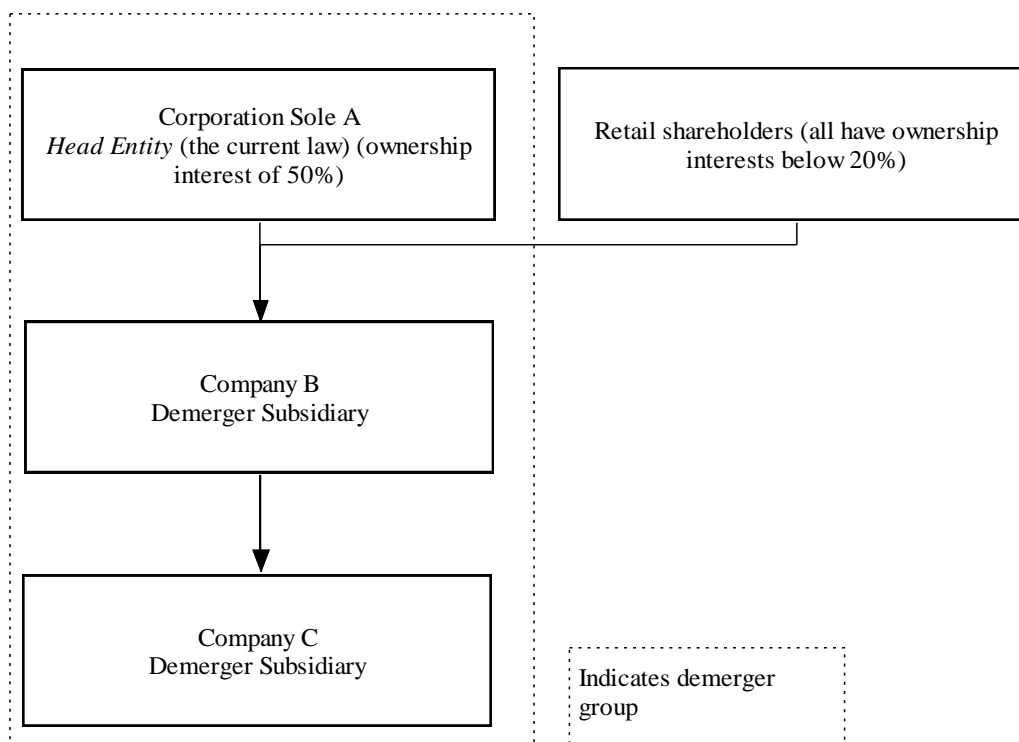 Corporation Sole A
Head Entity (the current law) (ownership
interest of 50%)
Retail shareholders (all have ownership
interests below 20%)
Company B
Demerger Subsidiary
Company C
Demerger Subsidiary
Indicates demerger
group